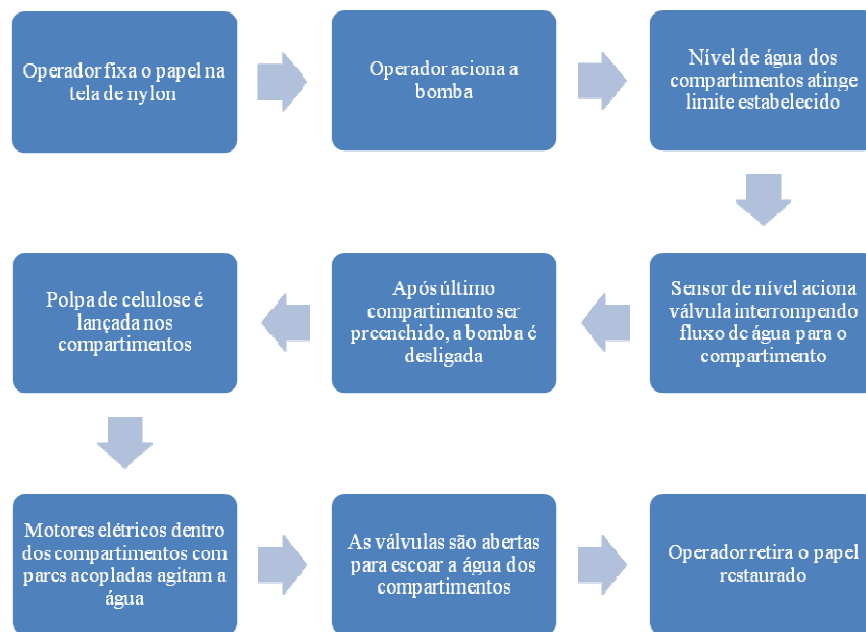 Operador fixa o papel na
tela de nylon
Operador aciona a
bomba
Nível de água dos
compartimentos atinge
limite estabelecido
Sensor de nível aciona
válvula interrompendo
fluxo de água para o
compartimento
Após último
compartimento ser
preenchido, a bomba é
desligada
Polpa de celulose é
lançada nos
compartimentos
Motores elétricos dentro
dos compartimentos com
parcs acopladas agitam a
água
As válvulas são abertas
para escoar a água dos
compartimentos
Operador retira o papel
restaurado